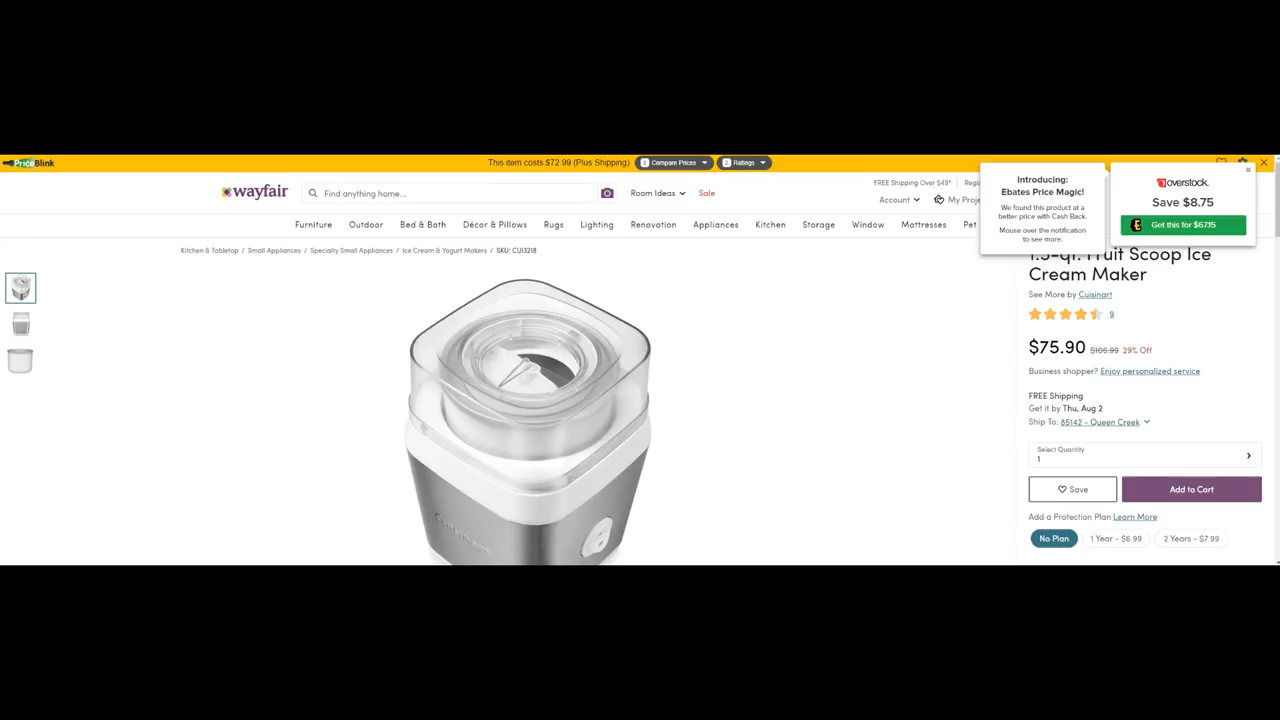 PriceBlink
This item costs $72.99 (Plus Shipping)
Compare Prices
Ratings
wayfair
Find anything home...
Room Ideas
Sale
FREE Shipping Over $49*
Account
Furniture
Outdoor
Bed & Bath
Décor & Pillows
Rugs
Lighting
Renovation
Appliances
Kitchen
Storage
Window
Mattresses
Pet
Introducing:
Ebates Price Magic!
We found this product at a
better price with Cash Back.
Mouse over the notification
to see more.
overstock.
Save $8.75
Get this for $67.15
Kitchen & Tabletop / Small Appliances / Specialty Small Appliances / Ice Cream & Yogurt Makers / SKU: CUI3218
Cuisinart
1.5-qt. Fruit Scoop Ice
Cream Maker
See More by Cuisinart
9
$75.90 $106.99 29% Off
Business shopper? Enjoy personalized service
FREE Shipping
Get it by Thu, Aug 2
Ship To: 85142 - Queen Creek
Select Quantity
1
Save
Add to Cart
Add a Protection Plan Learn More
No Plan
1 Year - $6.99
2 Years - $7.99